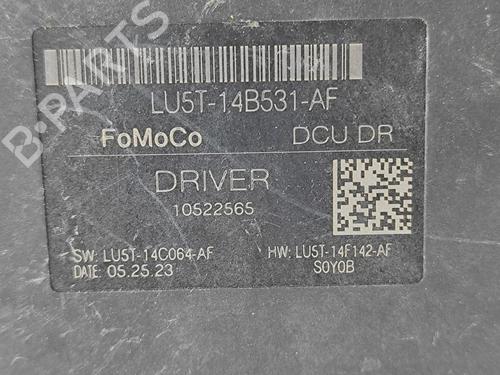 LU5T-14B531-AF
FoMoCo DCU DR
DRIVER
10522565
SW: LU5T-14C064-AF HW: LU5T-14F142-AF
DATE: 05.25.23 S0Y0B
B-PARTS